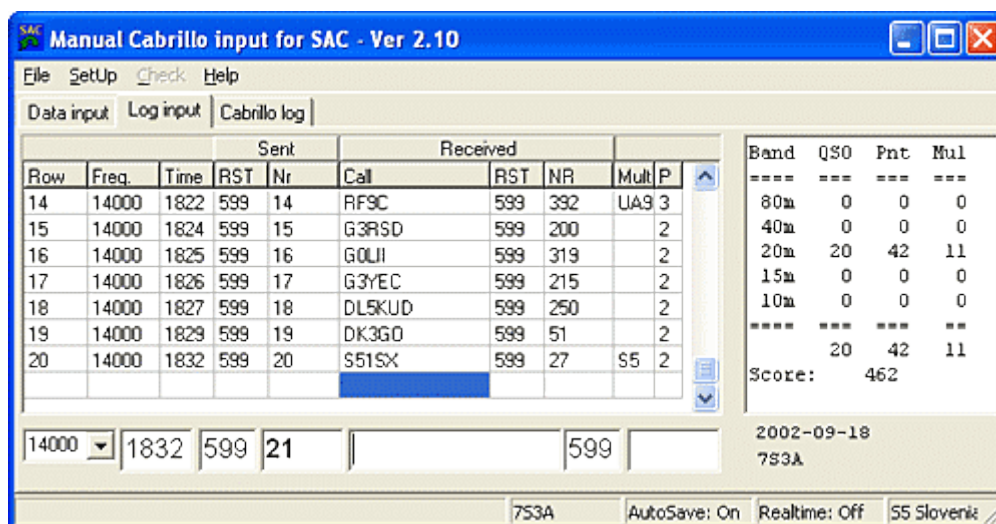 SAC Manual Cabrillo input for SAC - Ver 2.10
File SetUp Check Help
Data input Log input Cabrillo log
Sent Received
Row Freq. Time RST Nr Call RST NR Mult P
14 14000 1822 599 14 RF9C 599 392 UA9 3
15 14000 1824 599 15 G3RSD 599 200 2
16 14000 1825 599 16 G0LII 599 319 2
17 14000 1826 599 17 G3YEC 599 215 2
18 14000 1827 599 18 DL5KUD 599 250 2
19 14000 1829 599 19 DK3GO 599 51 2
20 14000 1832 599 20 S51SX 599 27 S5 2
Band QSO Pnt Mul
==== === === ===
80m 0 0 0
40m 0 0 0
20m 20 42 11
15m 0 0 0
10m 0 0 0
==== === === ==
20 42 11
Score: 462
14000 1832 599 21 599
2002-09-18
7S3A
7S3A AutoSave: On Realtime: Off S5 Slovenia